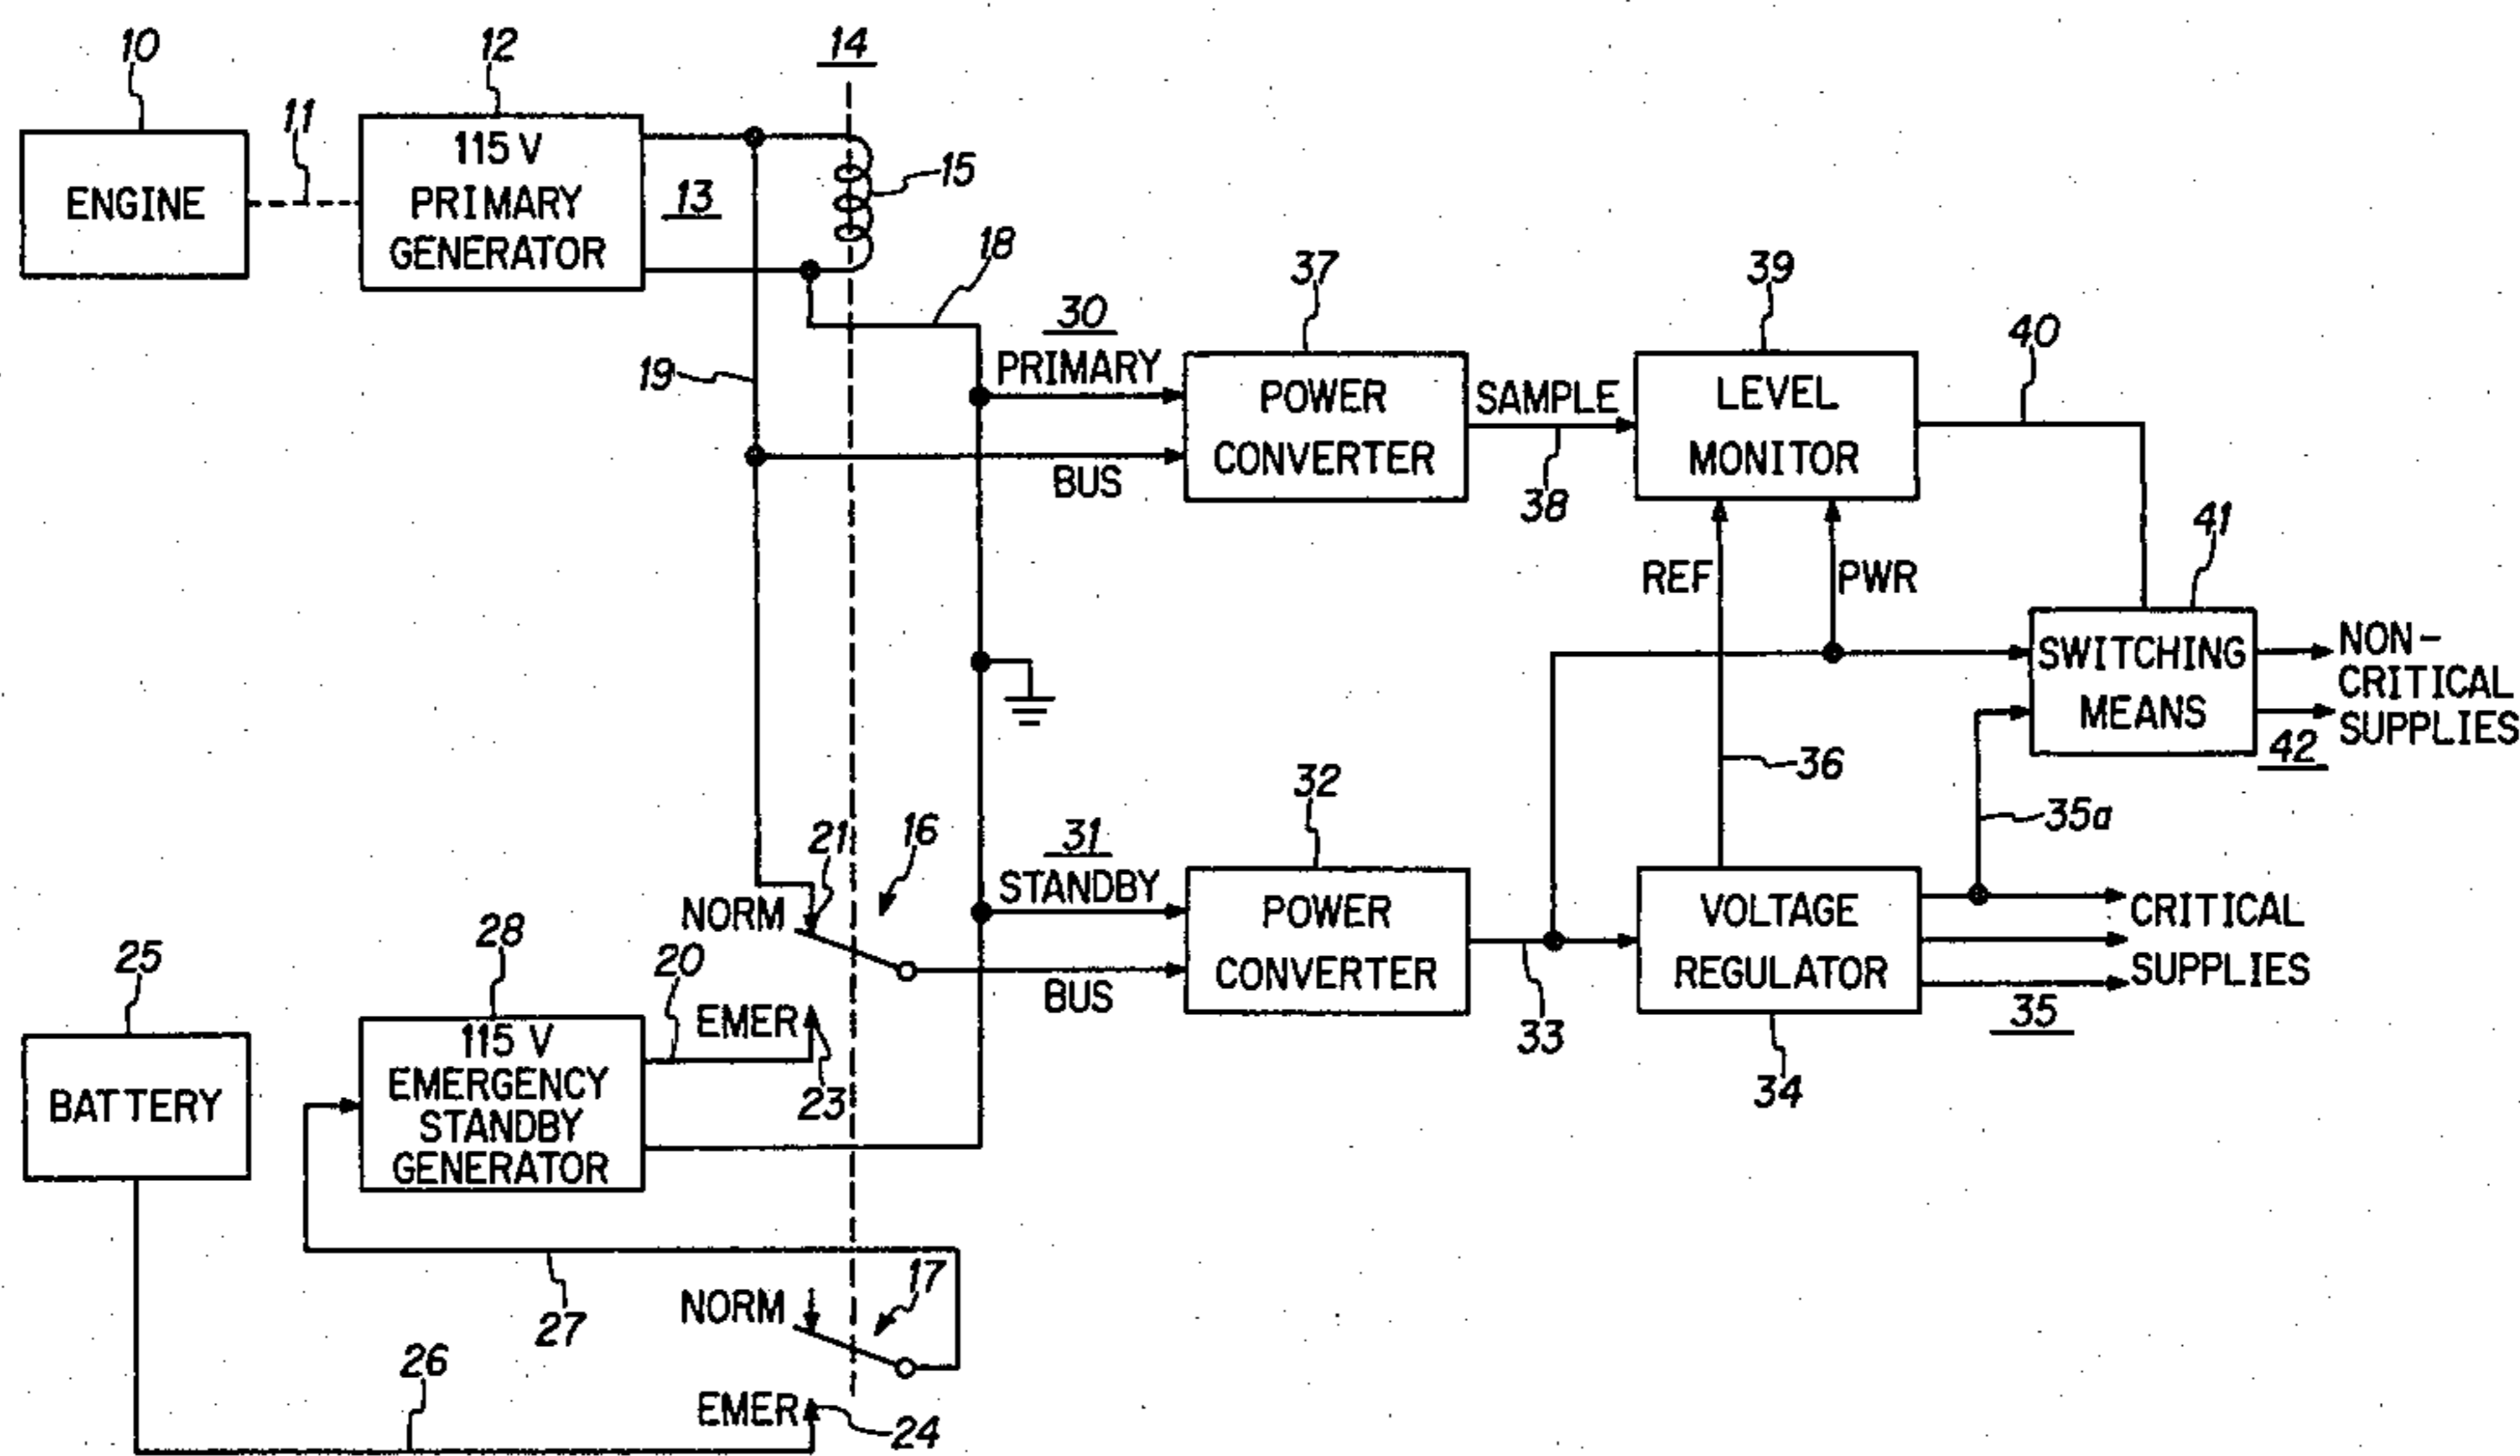 10
12
14
11
ENGINE
115 V
PRIMARY
GENERATOR
13
15
18
19
30
PRIMARY
BUS
37
POWER
CONVERTER
SAMPLE
38
39
LEVEL
MONITOR
40
REF
PWR
41
SWITCHING
MEANS
NON-
CRITICAL
SUPPLIES
42
36
35a
21
16
NORM
31
STANDBY
BUS
32
POWER
CONVERTER
33
VOLTAGE
REGULATOR
34
CRITICAL
SUPPLIES
35
25
BATTERY
28
115 V
EMERGENCY
STANDBY
GENERATOR
20
EMER
23
27
NORM
17
26
EMER
24